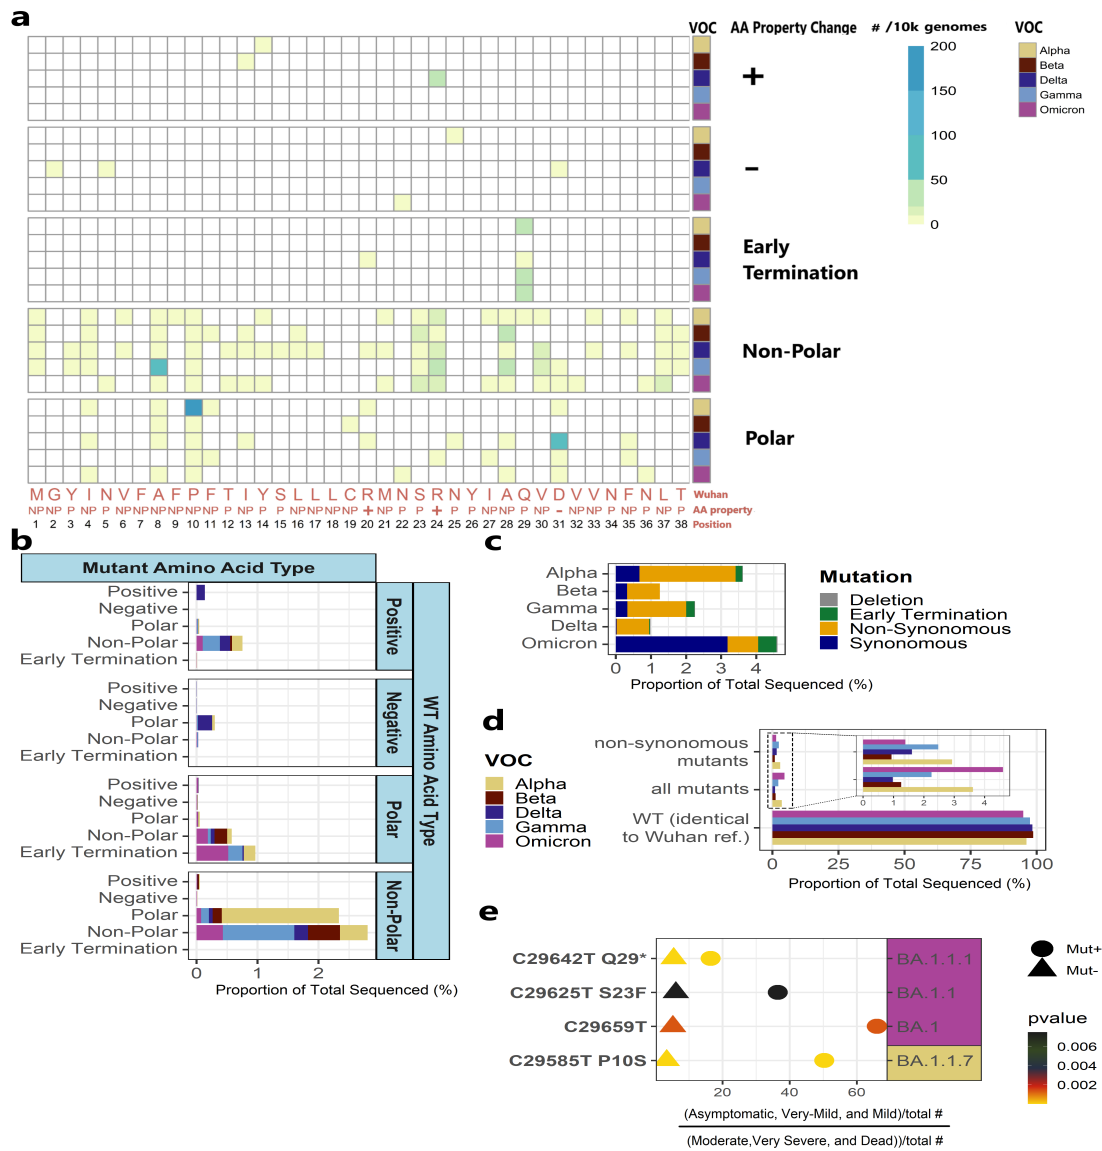 a
VOC AA Property Change # /10k genomes VOC
200
150
100
50
0
Alpha
Beta
Delta
Gamma
Omicron
+
–
Early
Termination
Non-Polar
Polar
M G Y I N V F A F P F T I Y S L L L C R M N S R N Y I A Q V D V V N F N L T Wuhan
NP NP P NP P NP NP NP NP NP NP P NP P P NP NP NP NP + NP P P + P P NP NP P NP - NP NP P NP P NP P AA property
1 2 3 4 5 6 7 8 9 10 11 12 13 14 15 16 17 18 19 20 21 22 23 24 25 26 27 28 29 30 31 32 33 34 35 36 37 38 Position
b
Mutant Amino Acid Type
Positive
Negative
Polar
Non-Polar
Early Termination
Positive
Positive
Negative
Polar
Non-Polar
Early Termination
Negative
Positive
Negative
Polar
Non-Polar
Early Termination
Polar
Positive
Negative
Polar
Non-Polar
Early Termination
Non-Polar
WT Amino Acid Type
0 1 2
Proportion of Total Sequenced (%)
c
Alpha
Beta
Gamma
Delta
Omicron
0 1 2 3 4
Proportion of Total Sequenced (%)
Mutation
Deletion
Early Termination
Non-Synonomous
Synonomous
d
VOC
Alpha
Beta
Delta
Gamma
Omicron
non-synonomous
mutants
all mutants
WT (identical
to Wuhan ref.)
0 1 2 3 4
0 25 50 75 100
Proportion of Total Sequenced (%)
e
C29642T Q29* BA.1.1.1
C29625T S23F BA.1.1
C29659T BA.1
C29585T P10S BA.1.1.7
20 40 60
(Asymptomatic, Very-Mild, and Mild)/total #
(Moderate,Very Severe, and Dead))/total #
Mut+
Mut-
pvalue
0.006
0.004
0.002